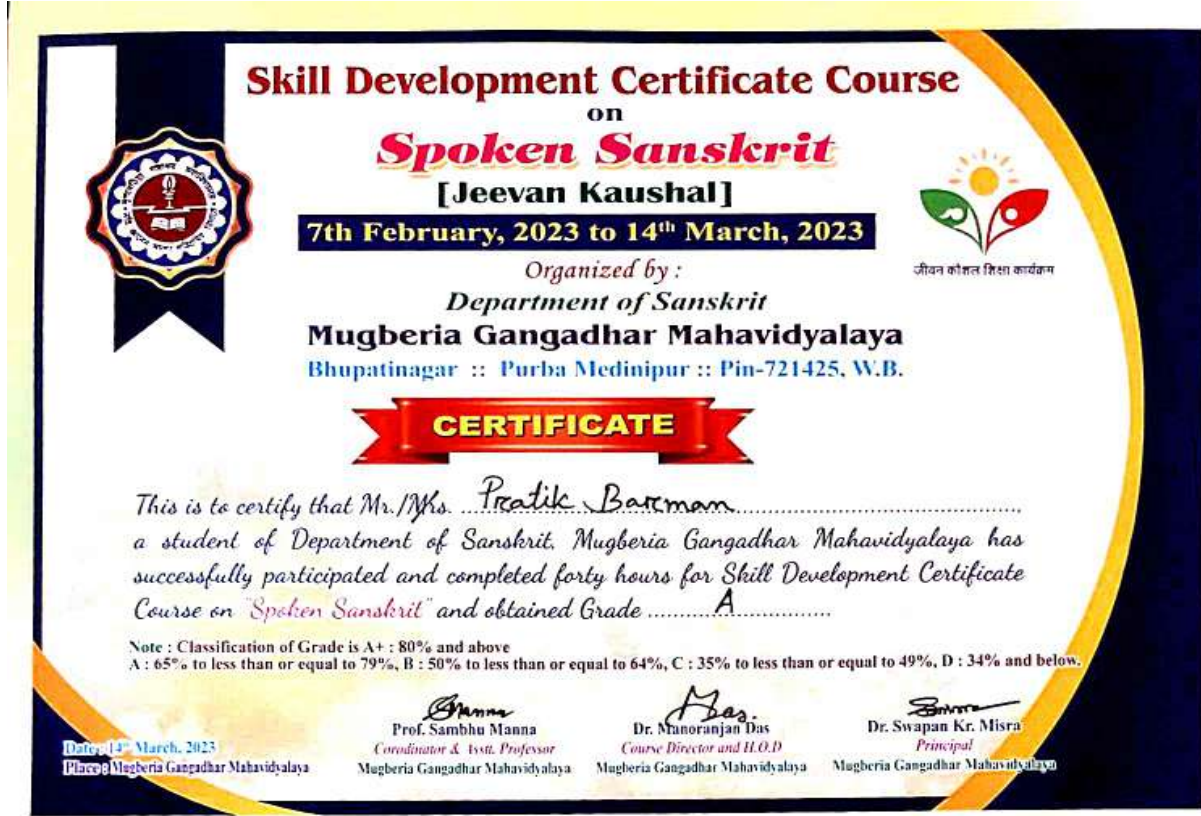 Skill Development Certificate Course
on
Spoken Sanskrit
[Jeevan Kaushal]
7th February, 2023 to 14th March, 2023
Organized by :
Department of Sanskrit
Mugberia Gangadhar Mahavidyalaya
Bhupatinagar :: Purba Medinipur :: Pin-721425, W.B.
जीवन कौशल शिक्षा कार्यक्रम
CERTIFICATE
This is to certify that Mr./Mrs. Pratik Barman
a student of Department of Sanskrit, Mugberia Gangadhar Mahavidyalaya has
successfully participated and completed forty hours for Skill Development Certificate
Course on "Spoken Sanskrit" and obtained Grade A
Note : Classification of Grade is A+ : 80% and above
A : 65% to less than or equal to 79%, B : 50% to less than or equal to 64%, C : 35% to less than or equal to 49%, D : 34% and below.
Prof. Sambhu Manna
Coordinator & Asstt. Professor
Mugberia Gangadhar Mahavidyalaya
Dr. Manoranjan Das
Course Director and H.O.D
Mugberia Gangadhar Mahavidyalaya
Dr. Swapan Kr. Misra
Principal
Mugberia Gangadhar Mahavidyalaya
Date : 14th March, 2023
Place : Mugberia Gangadhar Mahavidyalaya